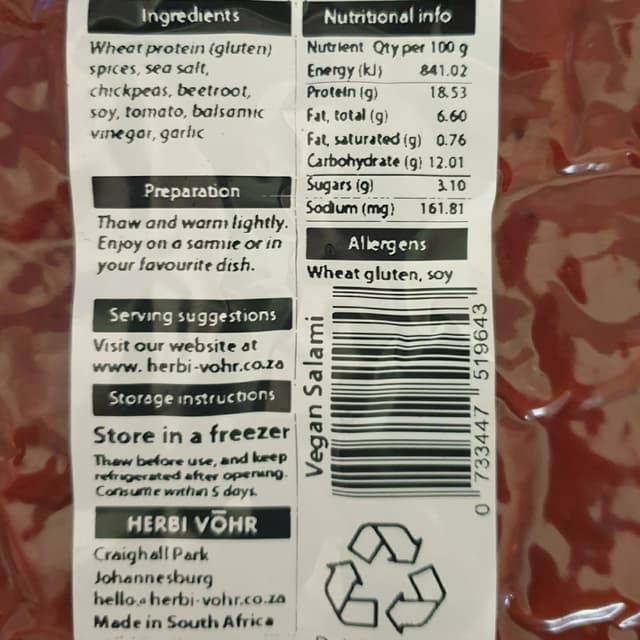 Ingredients
Wheat protein (gluten)
spices, sea salt,
chickpeas, beetroot,
soy, tomato, balsamic
vinegar, garlic
Preparation
Thaw and warm lightly.
Enjoy on a samie or in
your favourite dish.
Serving suggestions
Visit our website at
www. herbi-vohr.co.za
Storage instructions
Store in a freezer
Thaw before use, and keep
refrigerated after opening.
Consume within 5 days.
HERBI VŌHR
Craighall Park
Johannesburg
hello@herbi-vohr.co.za
Made in South Africa
Nutritional info
Nutrient Qty per 100 g
Energy (kJ) 841.02
Protein (g) 18.53
Fat, total (g) 6.60
Fat, saturated (g) 0.76
Carbohydrate (g) 12.01
Sugars (g) 3.10
Sodium (mg) 161.81
Allergens
Wheat gluten, soy
Vegan Salami
0 733447 519643